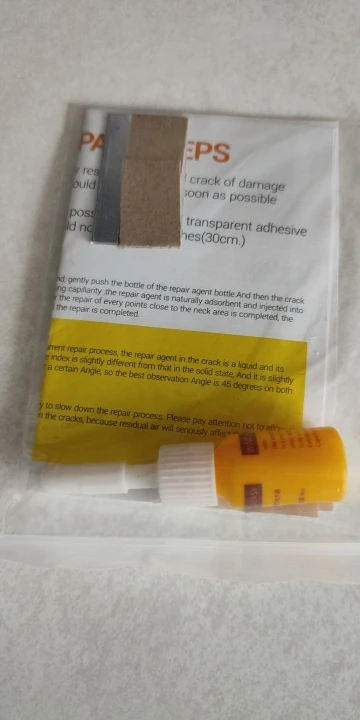 PA EPS
crack of damage
soon as possible
transparent adhesive
hes(30cm.)
nd, gently push the bottle of the repair agent bottle.And then the crack
ng capillarity ,the repair agent is naturally adsorbent and injected into
the repair of every points close to the neck area is completed, the
the repair is completed.
rrent repair process, the repair agent in the crack is a liquid and its
e index is slightly different from that in the solid state. And it is slightly
a certain Angle, so the best observation Angle is 45 degrees on both
y to slow down the repair process. Please pay attention not to
n the cracks, because residual air will seriously affect